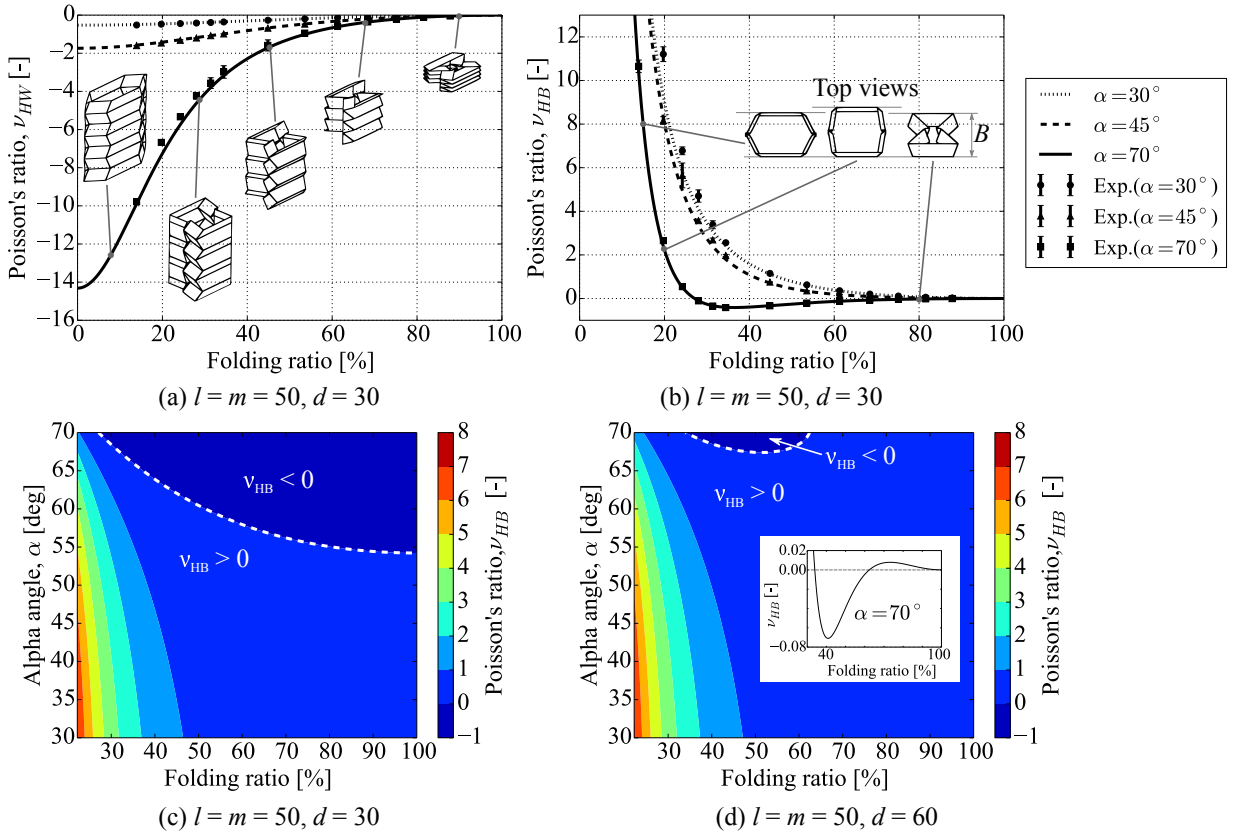 Poisson's ratio, ν_HW [-]
0
−2
−4
−6
−8
−10
−12
−14
−16
0 20 40 60 80 100
Folding ratio [%]
(a) l = m = 50, d = 30
Poisson's ratio, ν_HB [-]
12
10
8
6
4
2
0
0 20 40 60 80 100
Folding ratio [%]
Top views
B
(b) l = m = 50, d = 30
α = 30°
α = 45°
α = 70°
Exp.(α = 30°)
Exp.(α = 45°)
Exp.(α = 70°)
Alpha angle, α [deg]
70
65
60
55
50
45
40
35
30
30 40 50 60 70 80 90 100
Folding ratio [%]
ν_HB < 0
ν_HB > 0
8
7
6
5
4
3
2
1
0
−1
Poisson's ratio,ν_HB [-]
(c) l = m = 50, d = 30
Alpha angle, α [deg]
70
65
60
55
50
45
40
35
30
30 40 50 60 70 80 90 100
Folding ratio [%]
ν_HB < 0
ν_HB > 0
0.02
0.00
−0.08
ν_HB [-]
α = 70°
40 100
Folding ratio [%]
8
7
6
5
4
3
2
1
0
−1
Poisson's ratio,ν_HB [-]
(d) l = m = 50, d = 60